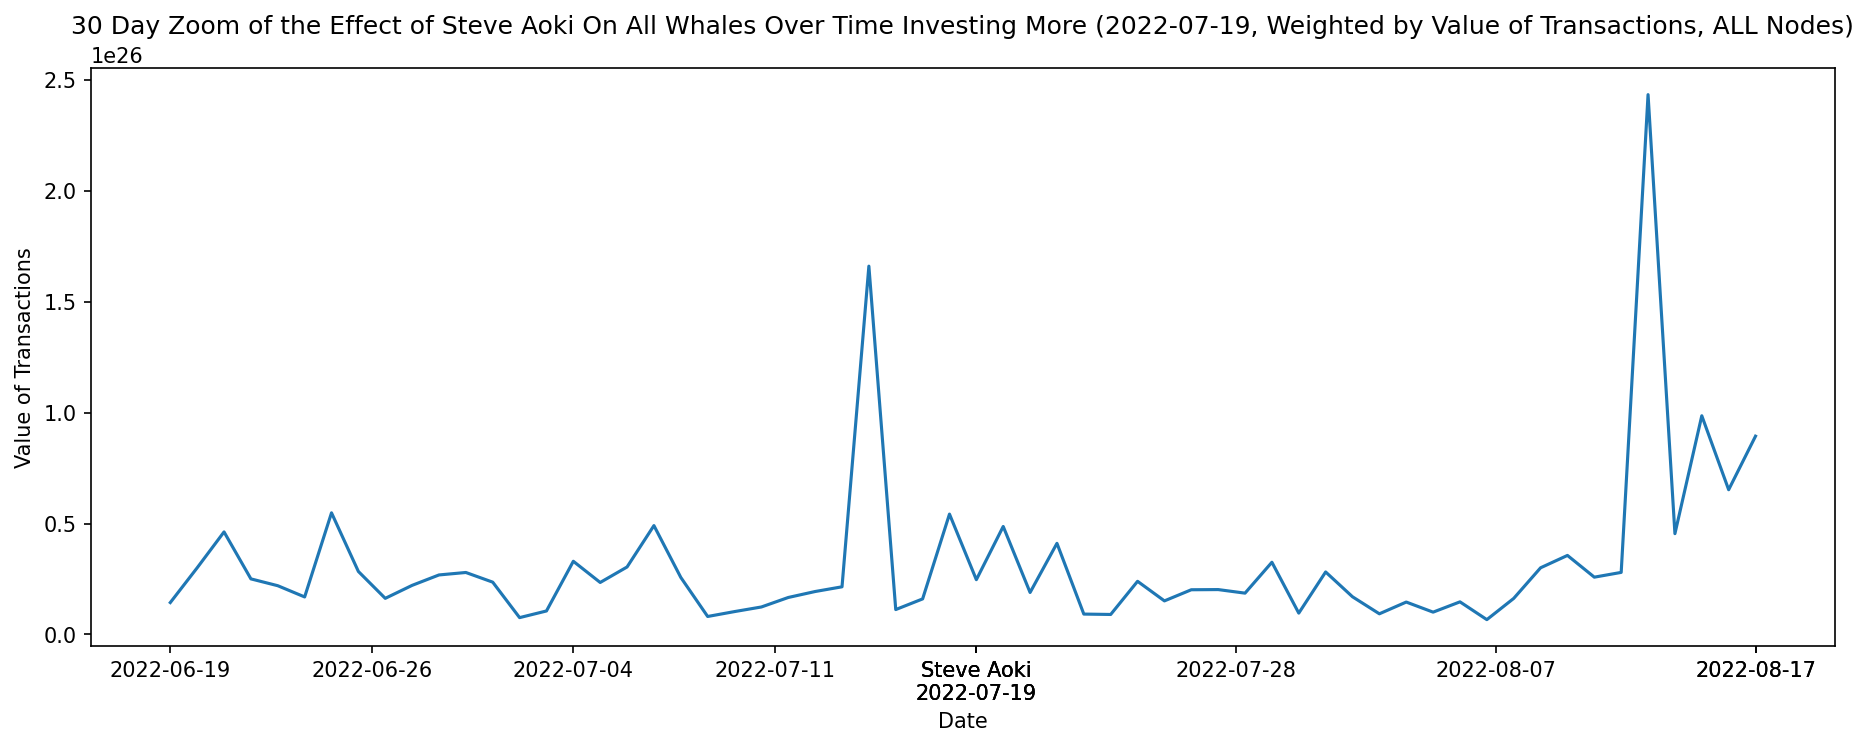 30 Day Zoom of the Effect of Steve Aoki On All Whales Over Time Investing More (2022-07-19, Weighted by Value of Transactions, ALL Nodes)
1e26
2.5
2.0
1.5
1.0
0.5
0.0
Value of Transactions
2022-06-19 2022-06-26 2022-07-04 2022-07-11 Steve Aoki 2022-07-28 2022-08-07 2022-08-17
2022-07-19
Date